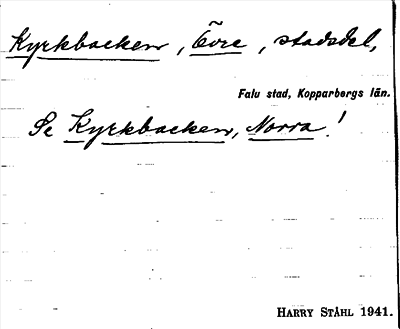 Kyrkbacken, Övre, stadsdel,
Falu stad, Kopparbergs län.
Se Kyrkbacken, Norra!
HARRY STÅHL 1941.